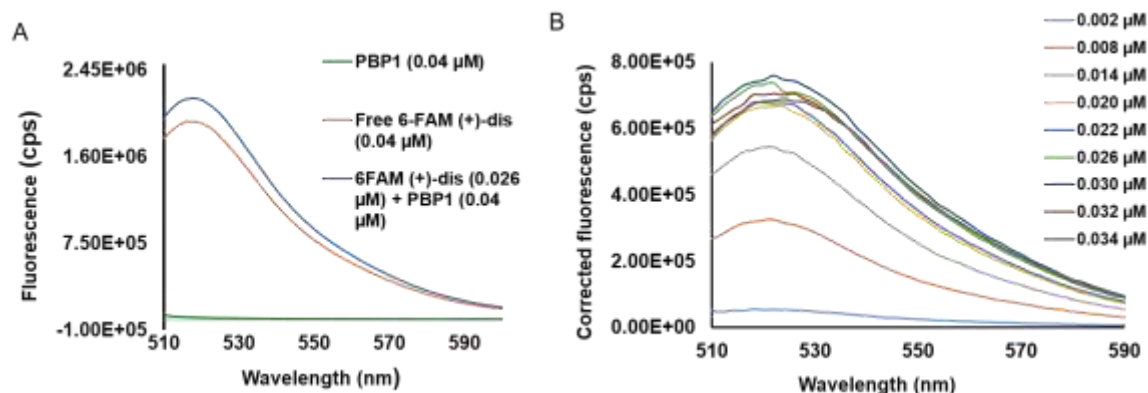 A
2.45E+06
1.60E+06
7.50E+05
-1.00E+05
Fluorescence (cps)
510 530 550 570 590
Wavelength (nm)
PBP1 (0.04 µM)
Free 6-FAM (+)-dis
(0.04 µM)
6FAM (+)-dis (0.026
µM) + PBP1 (0.04
µM)
B
8.00E+05
6.00E+05
4.00E+05
2.00E+05
0.00E+00
Corrected fluorescence (cps)
510 530 550 570 590
Wavelength (nm)
0.002 µM
0.008 µM
0.014 µM
0.020 µM
0.022 µM
0.026 µM
0.030 µM
0.032 µM
0.034 µM